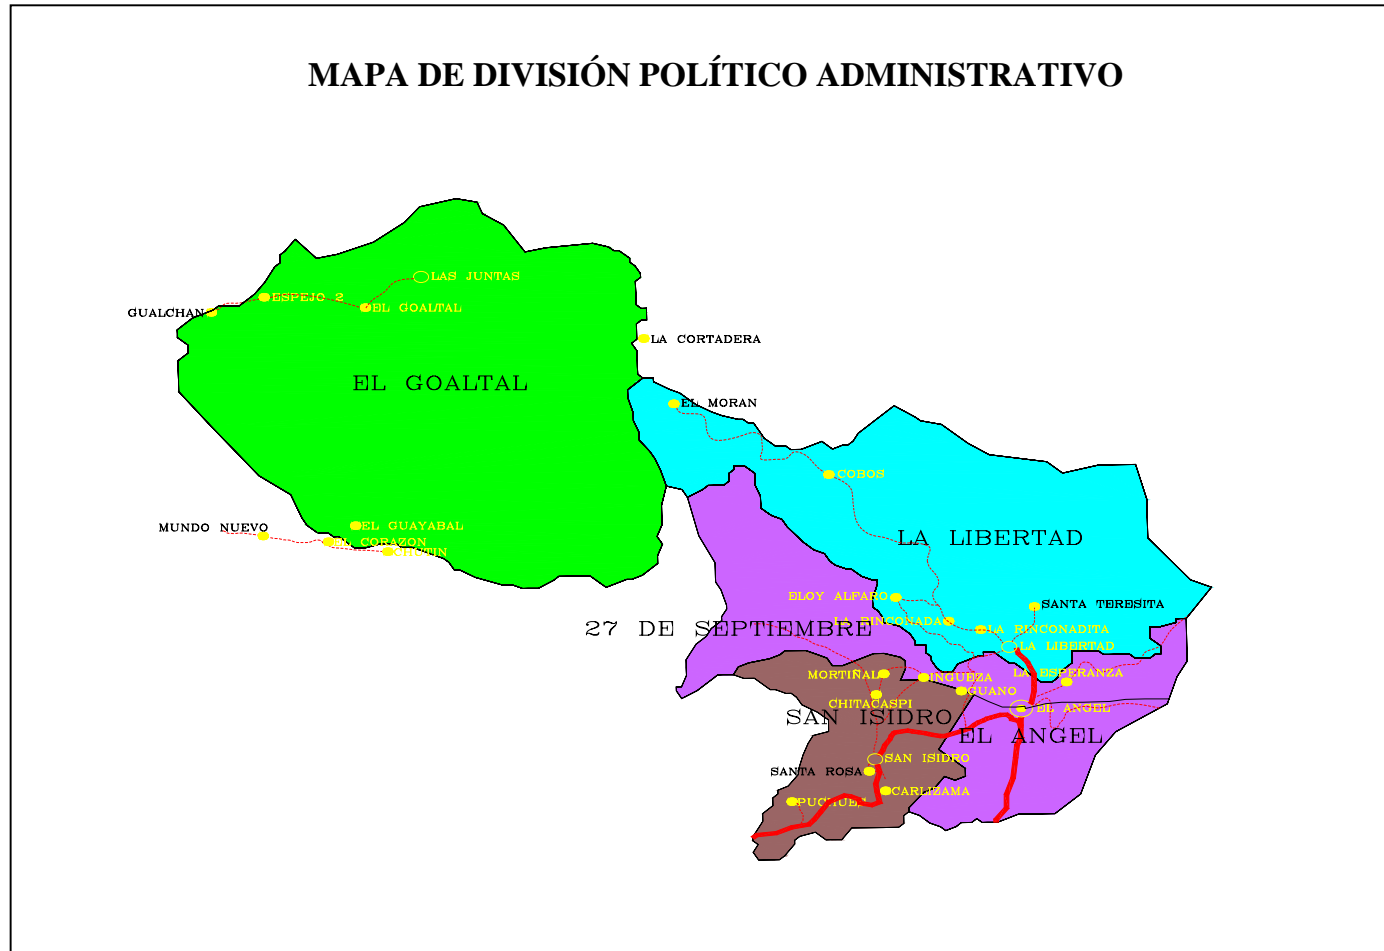 MAPA DE DIVISIÓN POLÍTICO ADMINISTRATIVO
LAS JUNTAS
ESPEJO 2
EL GOALTAL
GUALCHAN
LA CORTADERA
EL GOALTAL
EL MORAN
COBOS
MUNDO NUEVO
EL GUAYABAL
EL CORAZON
CHUTIN
LA LIBERTAD
ELOY ALFARO
SANTA TERESITA
LA RINCONADA
LA RINCONADITA
27 DE SEPTIEMBRE
LA LIBERTAD
MORTIÑAL
INGUEZA
LA ESPERANZA
GUANO
CHITACASPI
EL ANGEL
SAN ISIDRO
EL ANGEL
SAN ISIDRO
SANTA ROSA
CARLIZAMA
PUCHUES